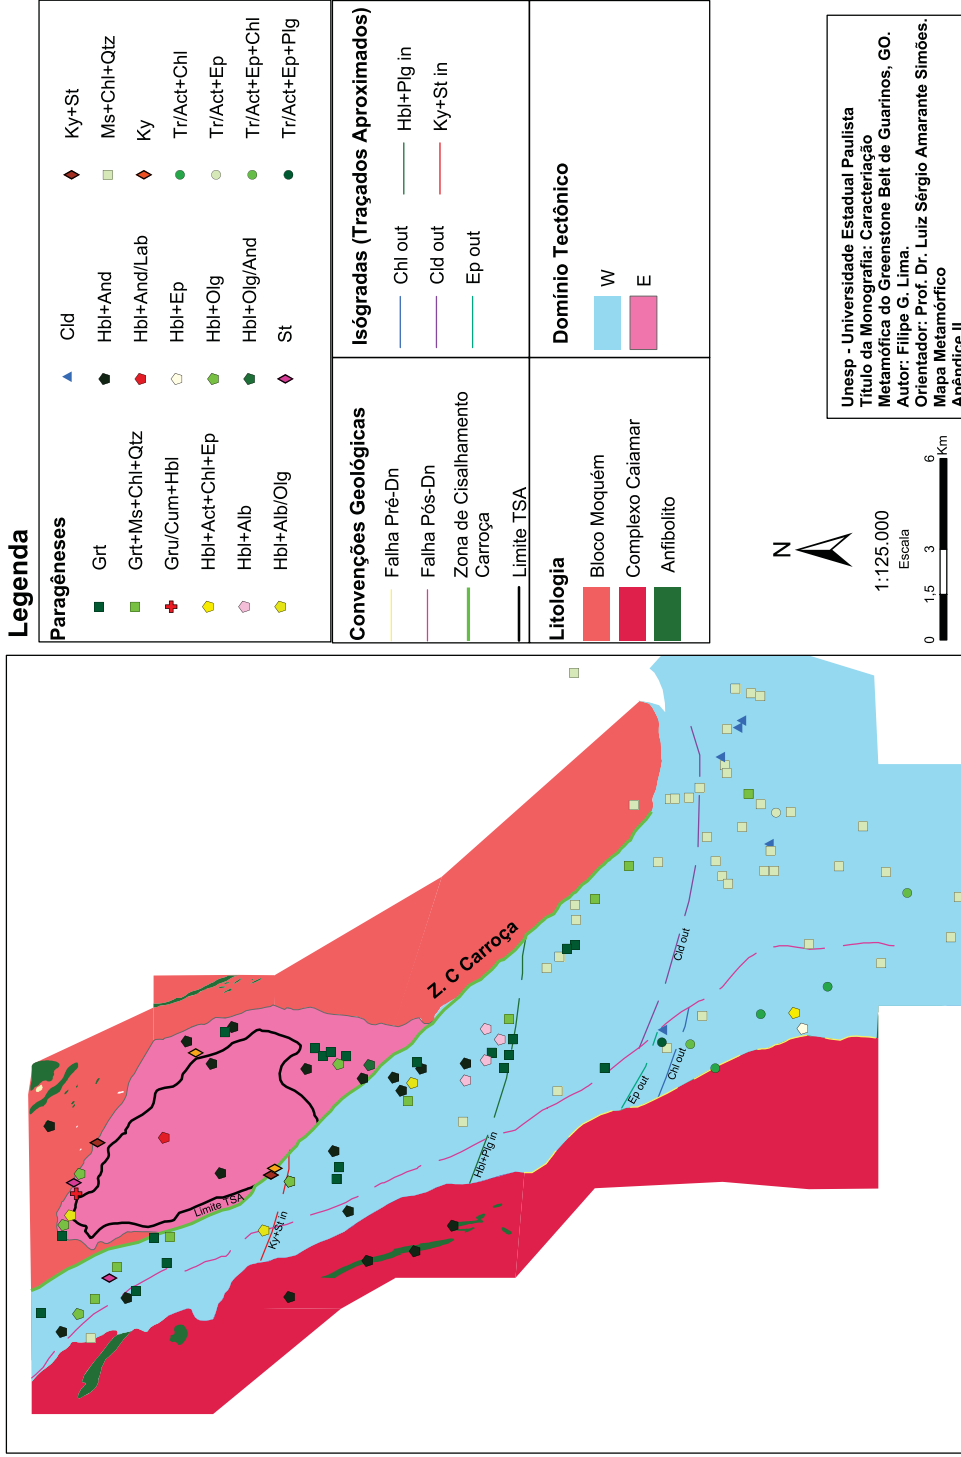 Legenda
Paragêneses
Grt
Grt+Ms+Chl+Qtz
Gru/Cum+Hbl
Hbl+Act+Chl+Ep
Hbl+Alb
Hbl+Alb/Olg
Cld
Hbl+And
Hbl+And/Lab
Hbl+Ep
Hbl+Olg
Hbl+Olg/And
St
Ky+St
Ms+Chl+Qtz
Ky
Tr/Act+Chl
Tr/Act+Ep
Tr/Act+Ep+Chl
Tr/Act+Ep+Plg
Convenções Geológicas
Falha Pré-Dn
Falha Pós-Dn
Zona de Cisalhamento
Carroça
Limite TSA
Isógradas (Traçados Aproximados)
Chl out
Cld out
Ep out
Hbl+Plg in
Ky+St in
Litologia
Bloco Moquém
Complexo Caiamar
Anfibolito
Domínio Tectônico
W
E
N
1:125.000
Escala
0 1,5 3 6
Km
Unesp - Universidade Estadual Paulista
Título da Monografia: Caracteriação
Metamófica do Greenstone Belt de Guarinos, GO.
Autor: Filipe G. Lima.
Orientador: Prof. Dr. Luiz Sérgio Amarante Simões.
Mapa Metamórfico
Apêndice II
Z. C Carroça
Limite TSA
Ky+St in
Hbl+Plg in
Ep out
Chl out
Cld out